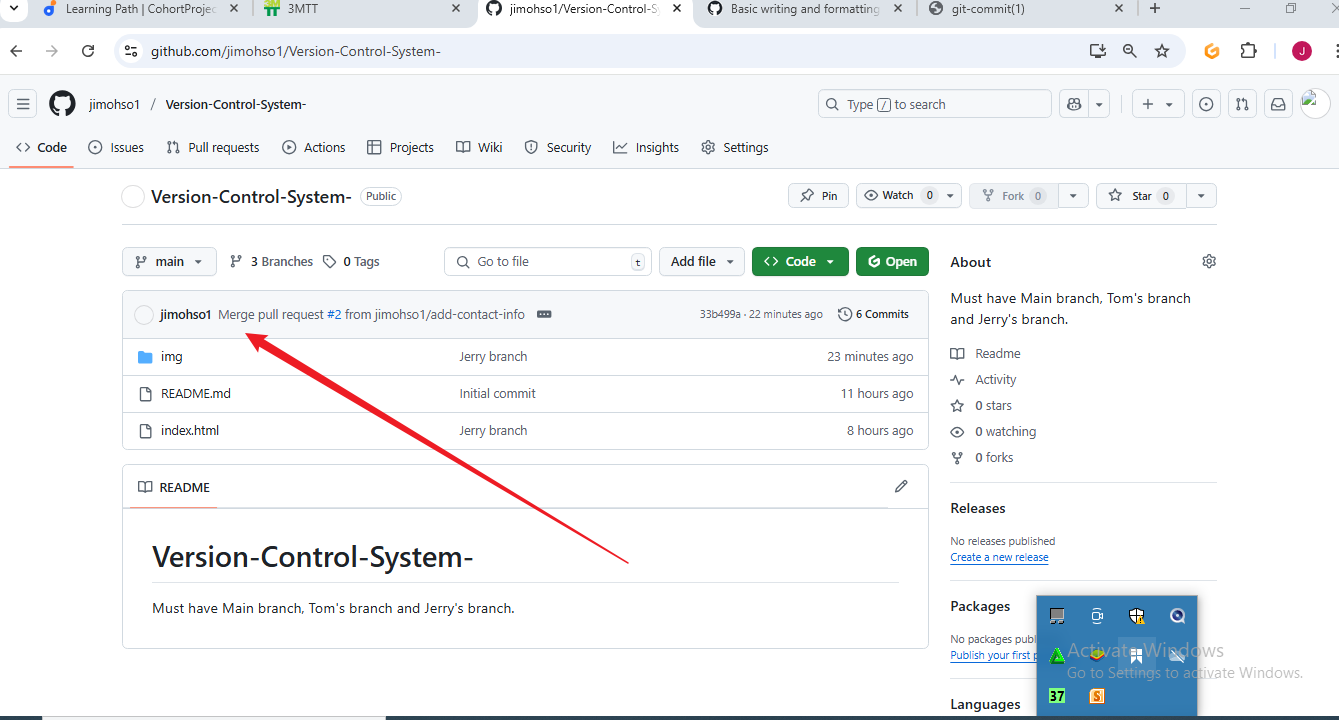 Learning Path | CohortProjec
3MTT
jimohso1/Version-Control-S
Basic writing and formatting
git-commit(1)
github.com/jimohso1/Version-Control-System-
J
jimohso1 / Version-Control-System-
Type / to search
Code Issues Pull requests Actions Projects Wiki Insights Security Settings
Version-Control-System- Public
Pin Watch 0 Fork 0 Star 0
main 3 Branches 0 Tags Go to file t Add file Code Open
jimohso1 Merge pull request #2 from jimohso1/add-contact-info 33b499a · 22 minutes ago 6 Commits
img Jerry branch 23 minutes ago
README.md Initial commit 11 hours ago
index.html Jerry branch 8 hours ago
README
Version-Control-System-
Must have Main branch, Tom's branch and Jerry's branch.
About
Must have Main branch, Tom's branch
and Jerry's branch.
Readme
Activity
0 stars
0 watching
0 forks
Releases
No releases published
Create a new release
Packages
No packages publ
Publish your first p
Languages
Activate Windows
Go to Settings to activate Windows.
37
S